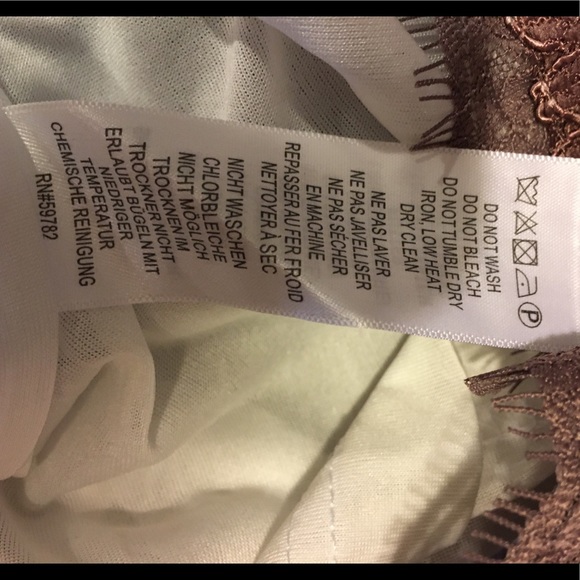 DO NOT WASH
DO NOT BLEACH
DO NOT TUMBLE DRY
IRON, LOW HEAT
DRY CLEAN
NE PAS LAVER
NE PAS JAVELLISER
NE PAS SÉCHER
EN MACHINE
REPASSER AU FER FROID
NETTOYER À SEC
NICHT WASCHEN
CHLORBLEICHE
NICHT MÖGLICH
TROCKNEN IM
TROCKNER NICHT
ERLAUBT BÜGELN MIT
NIEDRIGER
TEMPERATUR
CHEMISCHE REINIGUNG
RN#59782